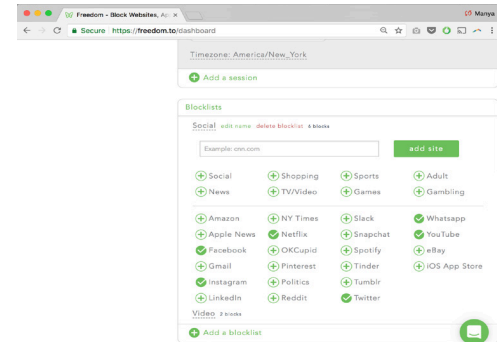 Freedom - Block Websites, Ap
Manya
Secure https://freedom.to/dashboard
Timezone: America/New_York
Add a session
Blocklists
Social edit name delete blocklist 6 blocks
Example: cnn.com add site
Social Shopping Sports Adult
News TV/Video Games Gambling
Amazon NY Times Slack Whatsapp
Apple News Netflix Snapchat YouTube
Facebook OKCupid Spotify eBay
Gmail Pinterest Tinder iOS App Store
Instagram Politics Tumblr
LinkedIn Reddit Twitter
Video 2 blocks
Add a blocklist